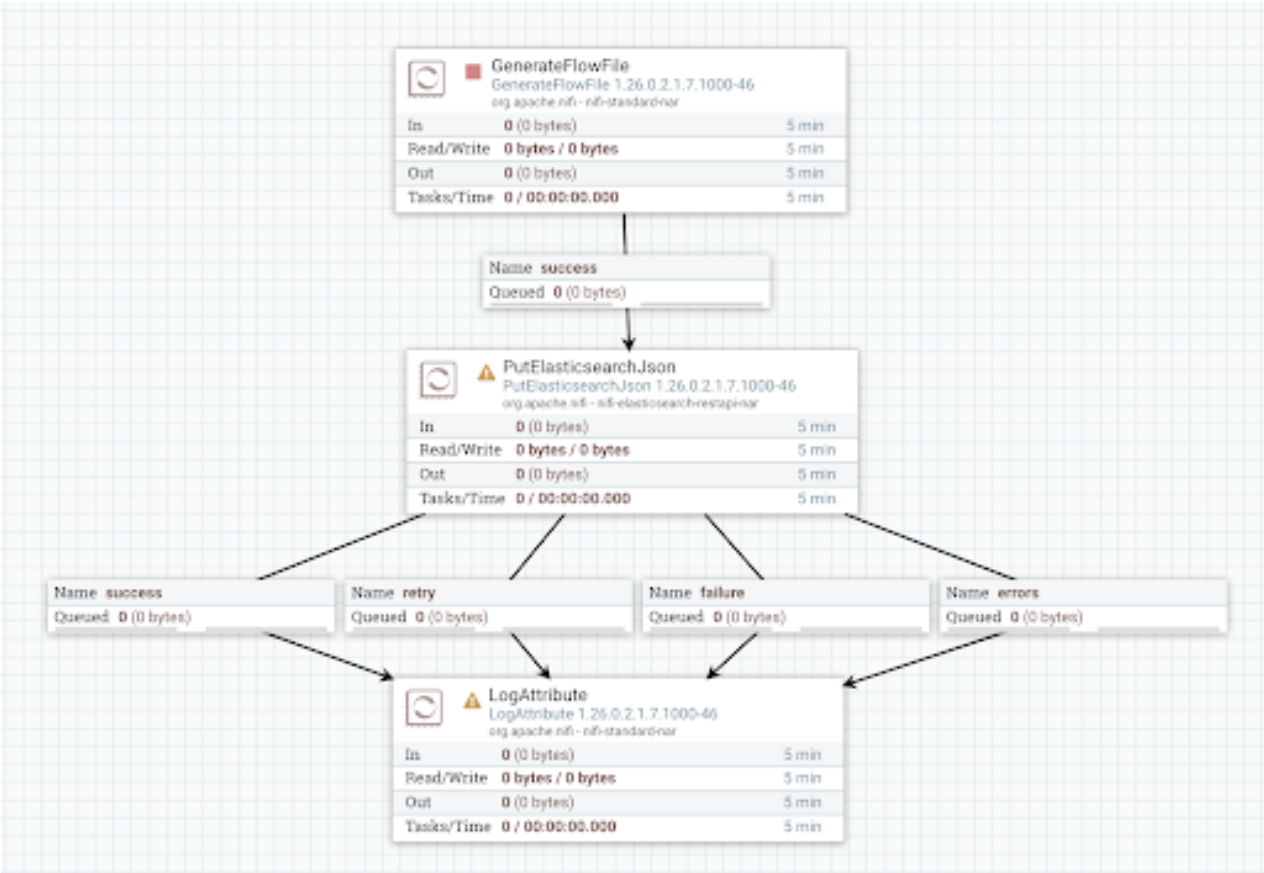 GenerateFlowFile
GenerateFlowFile 1.26.0.2.1.7.1000-46
org.apache.nifi - nifi-standard-nar
In 0 (0 bytes) 5 min
Read/Write 0 bytes / 0 bytes 5 min
Out 0 (0 bytes) 5 min
Tasks/Time 0 / 00:00:00.000 5 min
Name success
Queued 0 (0 bytes)
PutElasticsearchJson
PutElasticsearchJson 1.26.0.2.1.7.1000-46
org.apache.nifi - nifi-elasticsearch-restapi-nar
In 0 (0 bytes) 5 min
Read/Write 0 bytes / 0 bytes 5 min
Out 0 (0 bytes) 5 min
Tasks/Time 0 / 00:00:00.000 5 min
Name success
Queued 0 (0 bytes)
Name retry
Queued 0 (0 bytes)
Name failure
Queued 0 (0 bytes)
Name errors
Queued 0 (0 bytes)
LogAttribute
LogAttribute 1.26.0.2.1.7.1000-46
org.apache.nifi - nifi-standard-nar
In 0 (0 bytes) 5 min
Read/Write 0 bytes / 0 bytes 5 min
Out 0 (0 bytes) 5 min
Tasks/Time 0 / 00:00:00.000 5 min